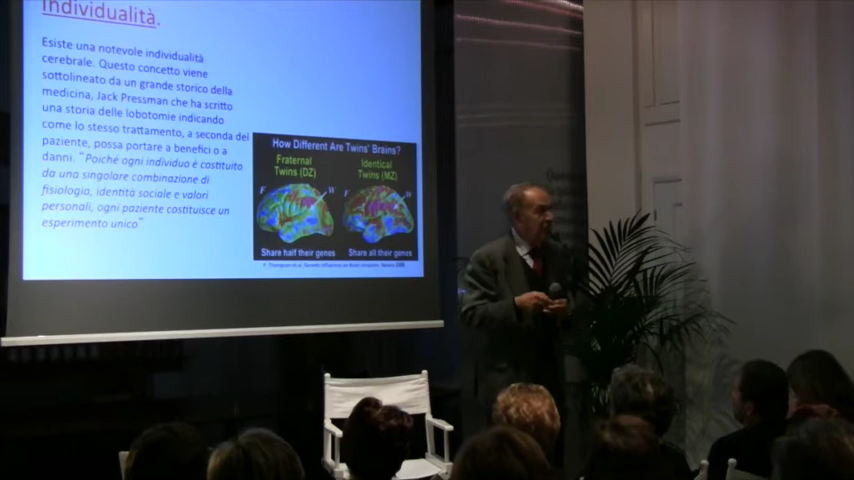 Individualità.
Esiste una notevole individualità
cerebrale. Questo concetto viene
sottolineato da un grande storico della
medicina, Jack Pressman che ha scritto
una storia delle lobotomie indicando
come lo stesso trattamento, a seconda del
paziente, possa portare a benefici o a
danni. "Poiché ogni individuo è costituito
da una singolare combinazione di
fisiologia, identità sociale e valori
personali, ogni paziente costituisce un
esperimento unico"
How Different Are Twins' Brains?
Fraternal
Twins (DZ)
Identical
Twins (MZ)
F W F W
Share half their genes
Share all their genes